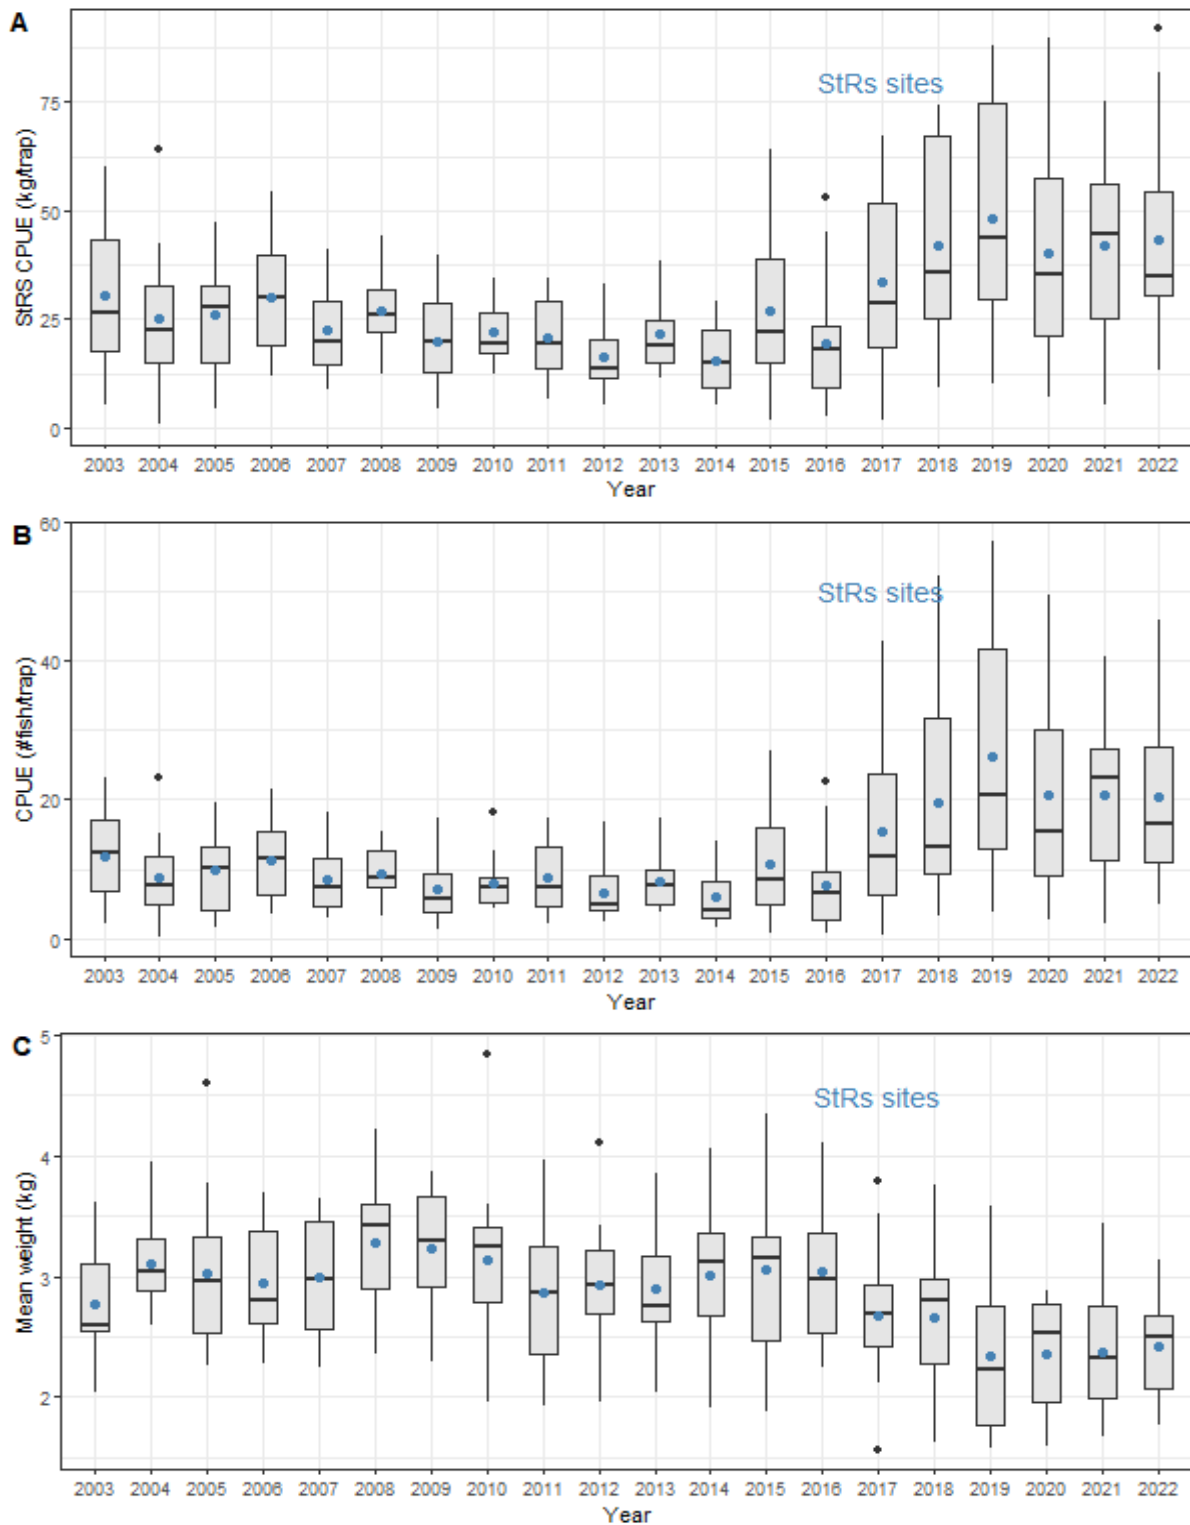 A
StRS CPUE (kg/trap)
75
50
25
0
StRs sites
2003 2004 2005 2006 2007 2008 2009 2010 2011 2012 2013 2014 2015 2016 2017 2018 2019 2020 2021 2022
Year
B
CPUE (#fish/trap)
60
40
20
0
StRs sites
2003 2004 2005 2006 2007 2008 2009 2010 2011 2012 2013 2014 2015 2016 2017 2018 2019 2020 2021 2022
Year
C
Mean weight (kg)
5
4
3
2
StRs sites
2003 2004 2005 2006 2007 2008 2009 2010 2011 2012 2013 2014 2015 2016 2017 2018 2019 2020 2021 2022
Year